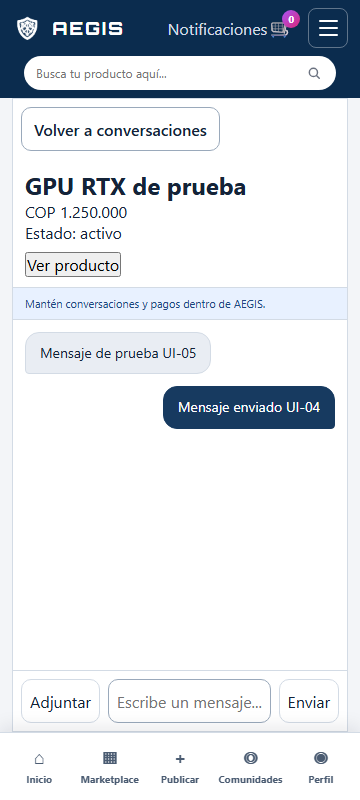 AEGIS
Notificaciones 0
Busca tu producto aquí...
Volver a conversaciones
GPU RTX de prueba
COP 1.250.000
Estado: activo
Ver producto
Mantén conversaciones y pagos dentro de AEGIS.
Mensaje de prueba UI-05
Mensaje enviado UI-04
Adjuntar Escribe un mensaje... Enviar
Inicio Marketplace Publicar Comunidades Perfil